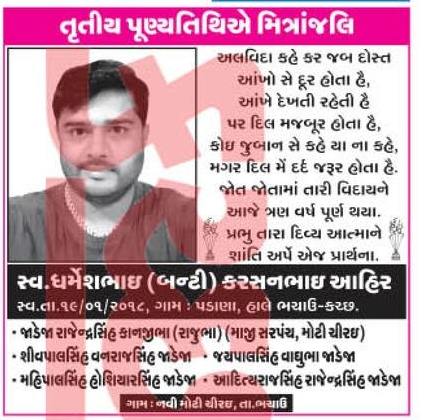 તૃતીય પૂણ્યતિથિએ મિત્રાંજલિ
અલવિદા કહે કર જબ દોસ્ત
આંખો સે દૂર હોતા હૈ,
આંખે દેખતી રહેતી હૈ
પર દિલ મજબૂર હોતા હૈ,
કોઇ જુબાન સે કહે યા ના કહે,
મગર દિલ મેં દર્દ જરૂર હોતા હૈ.
જોત જોતામાં તારી વિદાયને
આજે ત્રણ વર્ષ પૂર્ણ થયા.
પ્રભુ તારા દિવ્ય આત્માને
શાંતિ અર્પે એજ પ્રાર્થના.
સ્વ.ધર્મેશભાઇ (બન્ટી) કરસનભાઇ આહિર
સ્વ.તા.૧૯/૦૧/૨૦૧૮, ગામ : પડાણા, હાલે ભચાઉ-કચ્છ.
• જાડેજા રાજેન્દ્રસિંહ કાનજીભા (રાજુભા) (માજી સરપંચ, મોટી ચીરઇ)
• શીવપાલસિંહ વનરાજસિંહ જાડેજા • જયપાલસિંહ વાઘુભા જાડેજા
• મહિપાલસિંહ હોશિયારસિંહ જાડેજા • આદિત્યરાજસિંહ રાજેન્દ્રસિંહ જાડેજા
ગામ : નવી મોટી ચીરઇ, તા.ભચાઉ